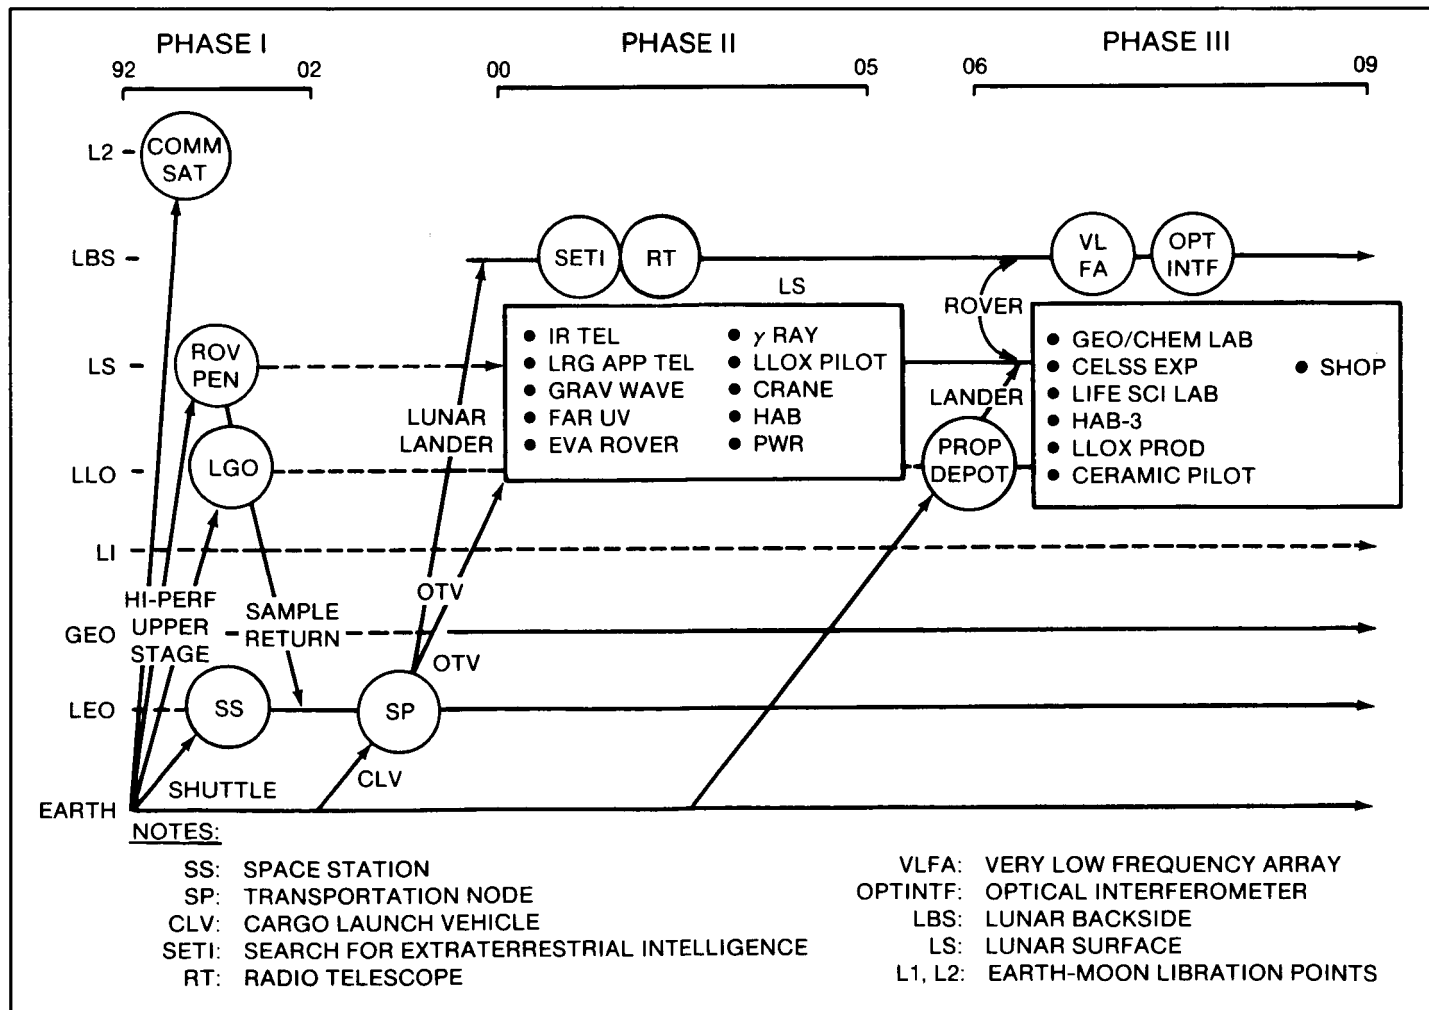 PHASE I
PHASE II
PHASE III
92
02
00
05
06
09
L2
COMM
SAT
LBS
SETI
RT
VL
FA
OPT
INTF
LS
ROVER
LS
ROV
PEN
● IR TEL
● LRG APP TEL
● GRAV WAVE
● FAR UV
● EVA ROVER
● γ RAY
● LLOX PILOT
● CRANE
● HAB
● PWR
● GEO/CHEM LAB
● CELSS EXP
● LIFE SCI LAB
● HAB-3
● LLOX PROD
● CERAMIC PILOT
● SHOP
LUNAR
LANDER
LANDER
LLO
LGO
PROP
DEPOT
LI
HI-PERF
UPPER
STAGE
SAMPLE
RETURN
OTV
OTV
GEO
LEO
SS
SP
SHUTTLE
CLV
EARTH
NOTES:
SS: SPACE STATION
SP: TRANSPORTATION NODE
CLV: CARGO LAUNCH VEHICLE
SETI: SEARCH FOR EXTRATERRESTRIAL INTELLIGENCE
RT: RADIO TELESCOPE
VLFA: VERY LOW FREQUENCY ARRAY
OPTINTF: OPTICAL INTERFEROMETER
LBS: LUNAR BACKSIDE
LS: LUNAR SURFACE
L1, L2: EARTH-MOON LIBRATION POINTS